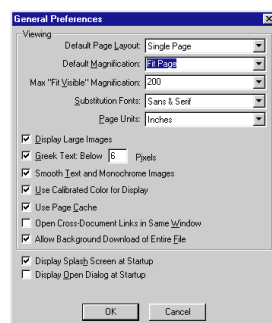 General Preferences
Viewing
Default Page Layout: Single Page
Default Magnification: Fit Page
Max "Fit Visible" Magnification: 200
Substitution Fonts: Sans & Serif
Page Units: Inches
Display Large Images
Greek Text: Below 6 Pixels
Smooth Text and Monochrome Images
Use Calibrated Color for Display
Use Page Cache
Open Cross-Document Links in Same Window
Allow Background Download of Entire File
Display Splash Screen at Startup
Display Open Dialog at Startup
OK Cancel